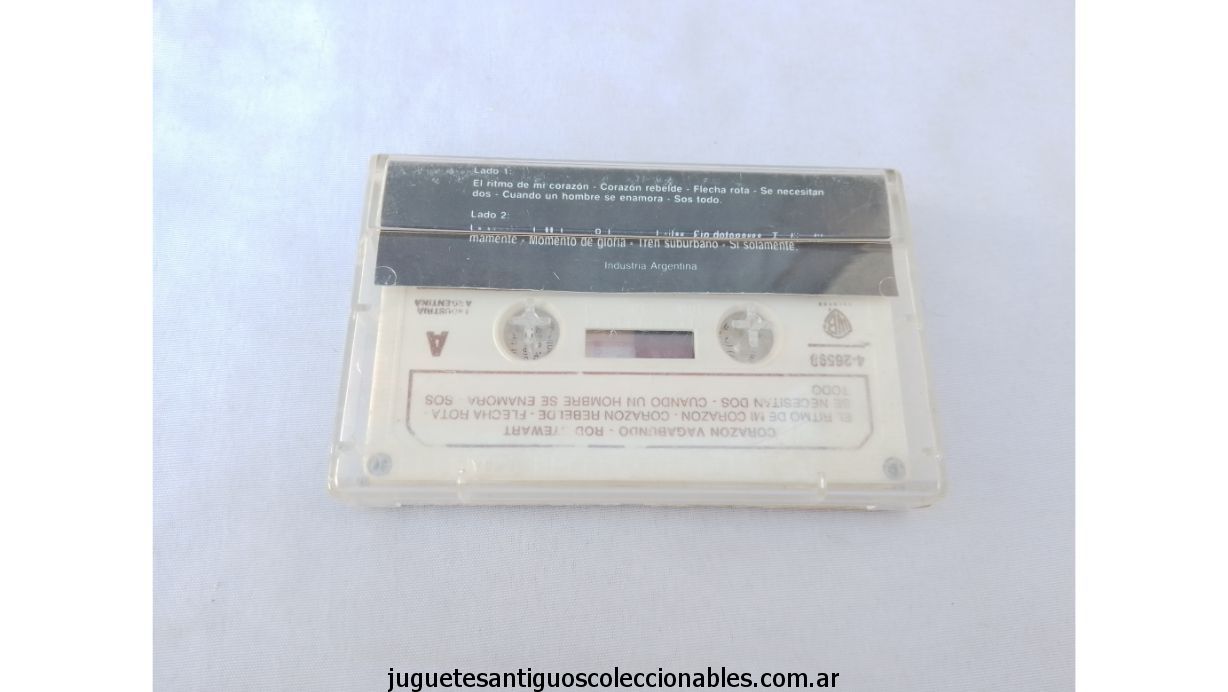 Lado 1:
El ritmo de mi corazón - Corazón rebelde - Flecha rota - Se necesitan
dos - Cuando un hombre se enamora - Sos todo.
Lado 2:
mamente - Momento de gloria - Tren suburbano - Si solamente.
Industria Argentina
INDUSTRIA
ARGENTINA
A
WB
4-26598
CORAZON VAGABUNDO - ROD STEWART
EL RITMO DE MI CORAZON - CORAZON REBELDE - FLECHA ROTA -
SE NECESITAN DOS - CUANDO UN HOMBRE SE ENAMORA - SOS
TODO
juguetesantiguoscoleccionables.com.ar